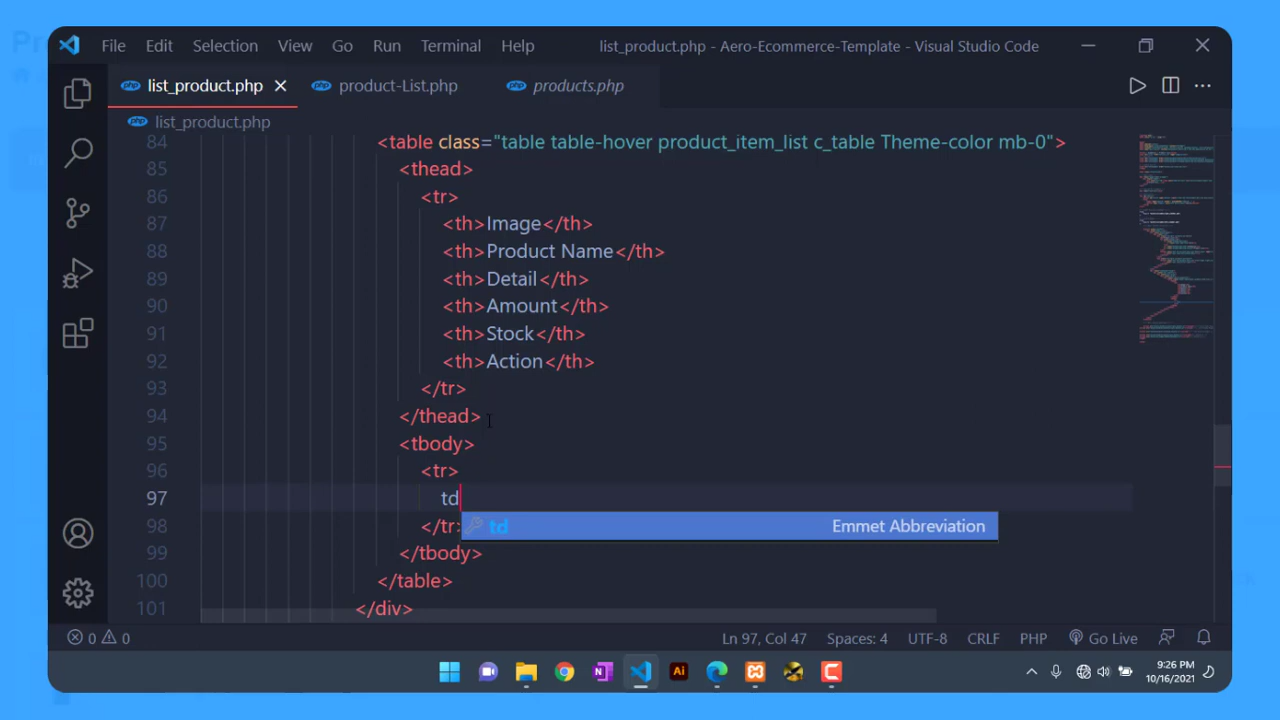 File Edit Selection View Go Run Terminal Help list_product.php - Aero-Ecommerce-Template - Visual Studio Code
list_product.php product-List.php products.php
list_product.php
84 <table class="table table-hover product_item_list c_table Theme-color mb-0">
85 <thead>
86 <tr>
87 <th>Image</th>
88 <th>Product Name</th>
89 <th>Detail</th>
90 <th>Amount</th>
91 <th>Stock</th>
92 <th>Action</th>
93 </tr>
94 </thead>
95 <tbody>
96 <tr>
97 td
98 </tr> td Emmet Abbreviation
99 </tbody>
100 </table>
101 </div>
0 0 Ln 97, Col 47 Spaces: 4 UTF-8 CRLF PHP Go Live
N Ai 9:26 PM
10/16/2021